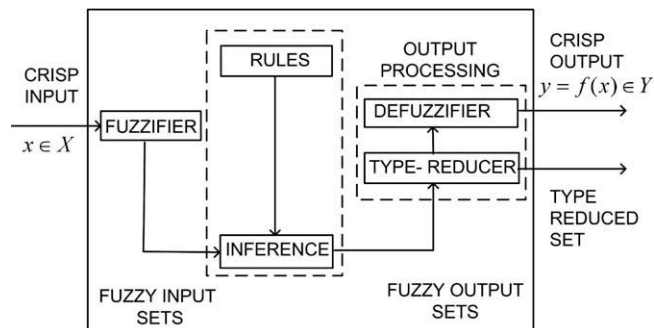 CRISP
INPUT
x ∈ X
FUZZIFIER
RULES
INFERENCE
FUZZY INPUT
SETS
OUTPUT
PROCESSING
DEFUZZIFIER
TYPE- REDUCER
FUZZY OUTPUT
SETS
CRISP
OUTPUT
y = f(x) ∈ Y
TYPE
REDUCED
SET